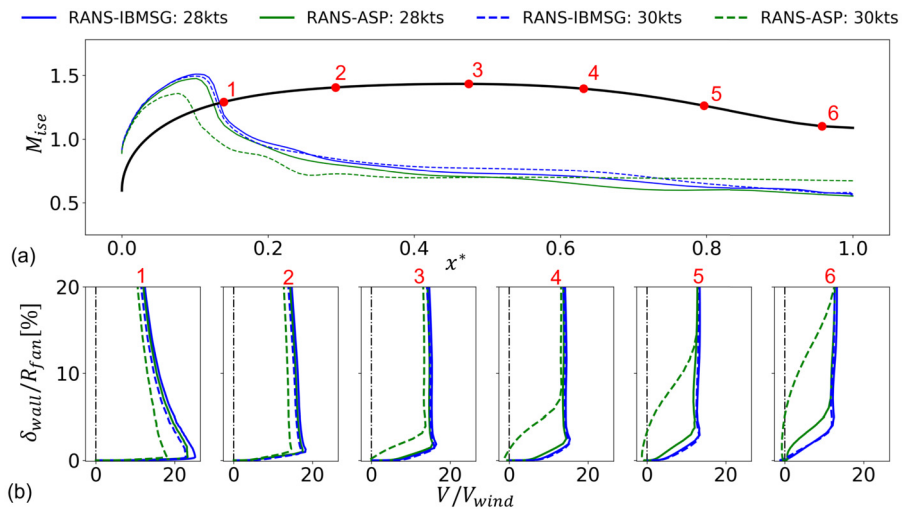 RANS-IBMSG: 28kts RANS-ASP: 28kts RANS-IBMSG: 30kts RANS-ASP: 30kts
M_ise
1.5
1.0
0.5
1 2 3 4 5 6
0.0 0.2 0.4 0.6 0.8 1.0
x*
(a)
1 2 3 4 5 6
δ_wall/R_fan[%]
20
10
0
0 20 0 20 0 20 0 20 0 20 0 20
V/V_wind
(b)